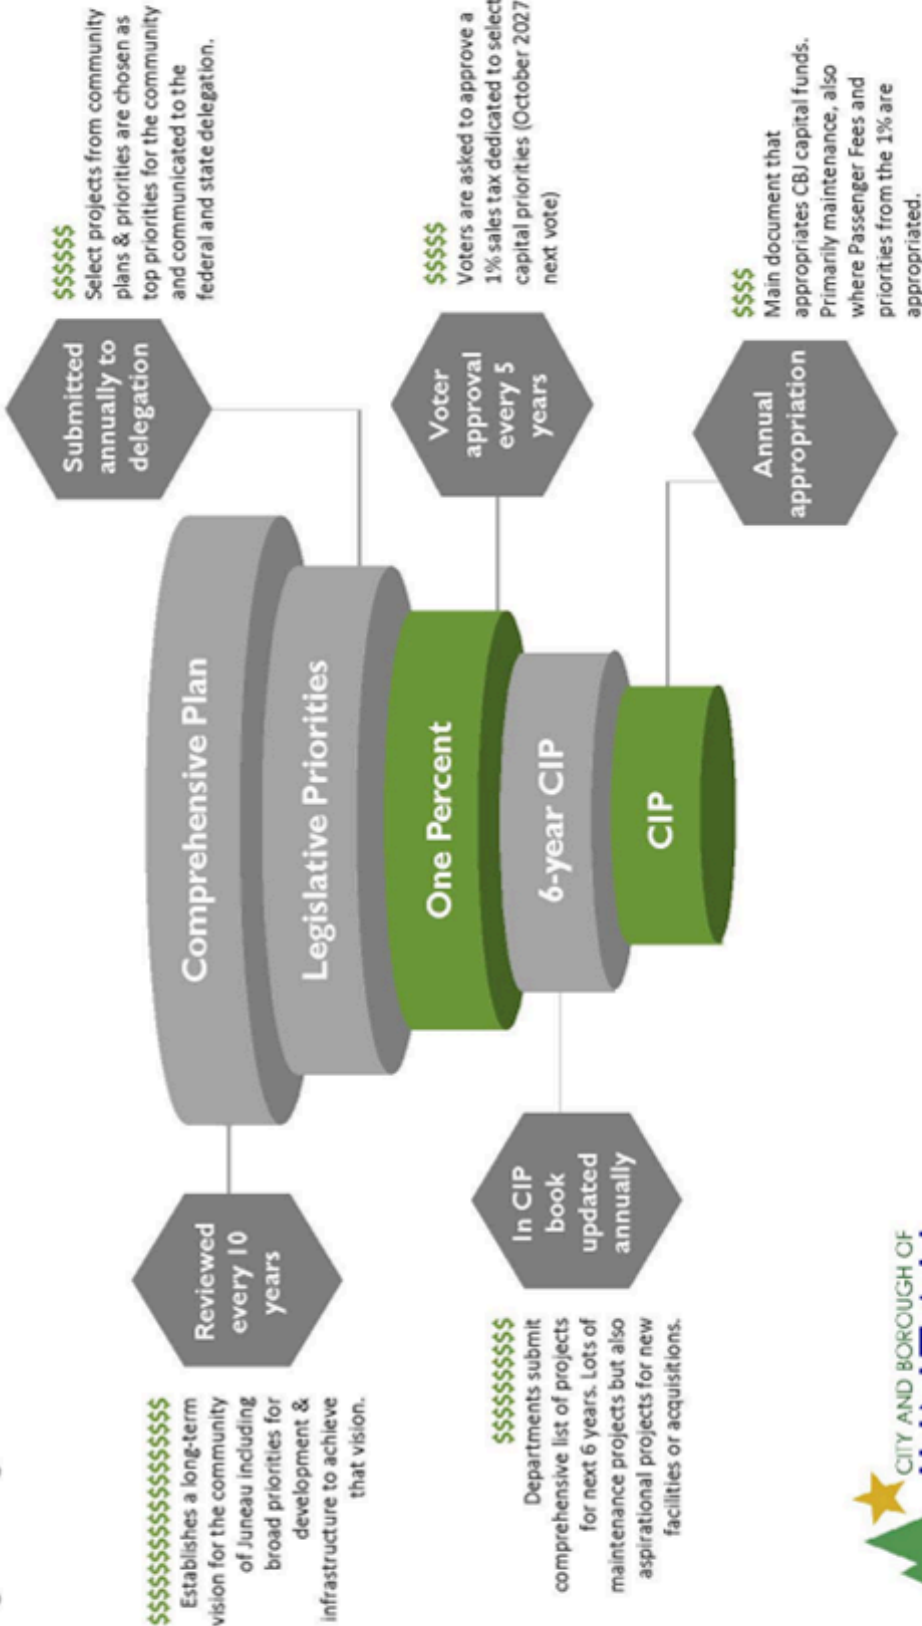 $$$$$$$$$$$$$$$$$$$
Establishes a long-term
vision for the community
of Juneau including
broad priorities for
development &
infrastructure to achieve
that vision.
Reviewed
every 10
years
Comprehensive Plan
Submitted
annually to
delegation
$$$$$$
Select projects from community
plans & priorities are chosen as
top priorities for the community
and communicated to the
federal and state delegation.
Legislative Priorities
One Percent
Voter
approval
every 5
years
$$$$$
Voters are asked to approve a
1% sales tax dedicated to select
capital priorities (October 2027
next vote)
$$$$$$$$$$
Departments submit
comprehensive list of projects
for next 6 years. Lots of
maintenance projects but also
aspirational projects for new
facilities or acquisitions.
In CIP
book
updated
annually
6-year CIP
CIP
Annual
appropriation
$$$$
Main document that
appropriates CBJ capital funds.
Primarily maintenance, also
where Passenger Fees and
priorities from the 1% are
appropriated.
CITY AND BOROUGH OF